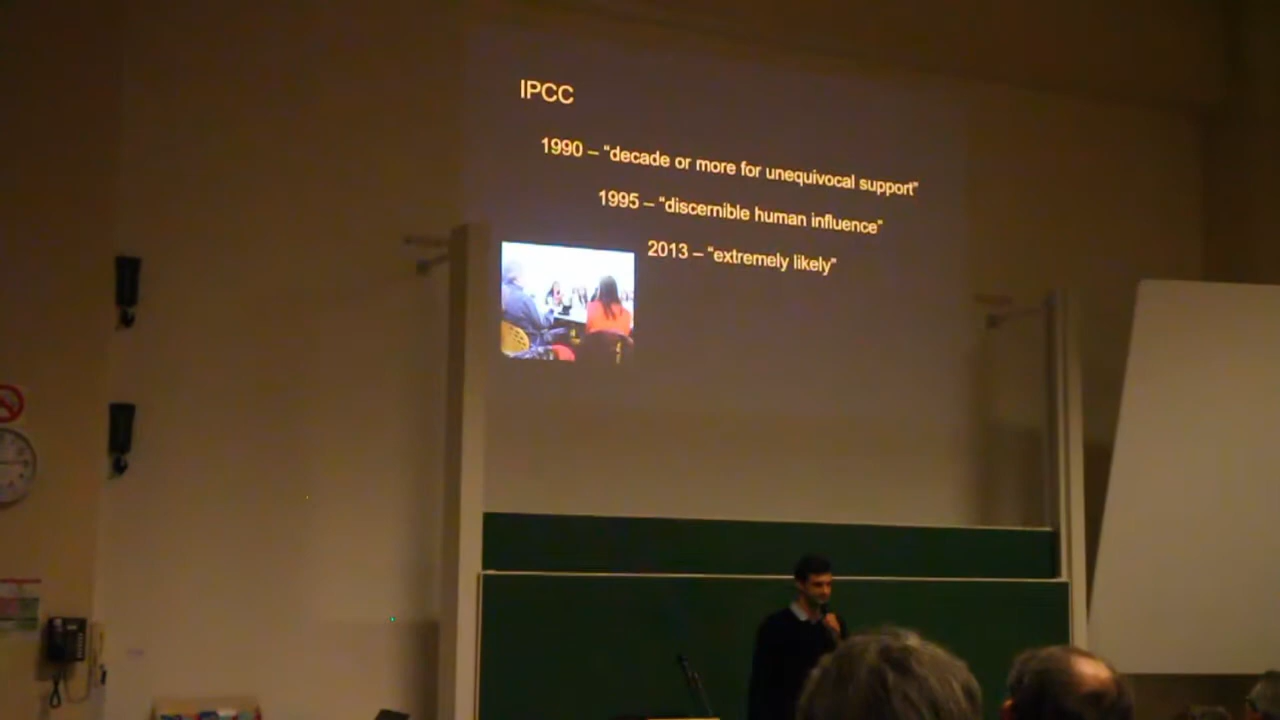 IPCC
1990 – “decade or more for unequivocal support”
1995 – “discernible human influence”
2013 – “extremely likely”